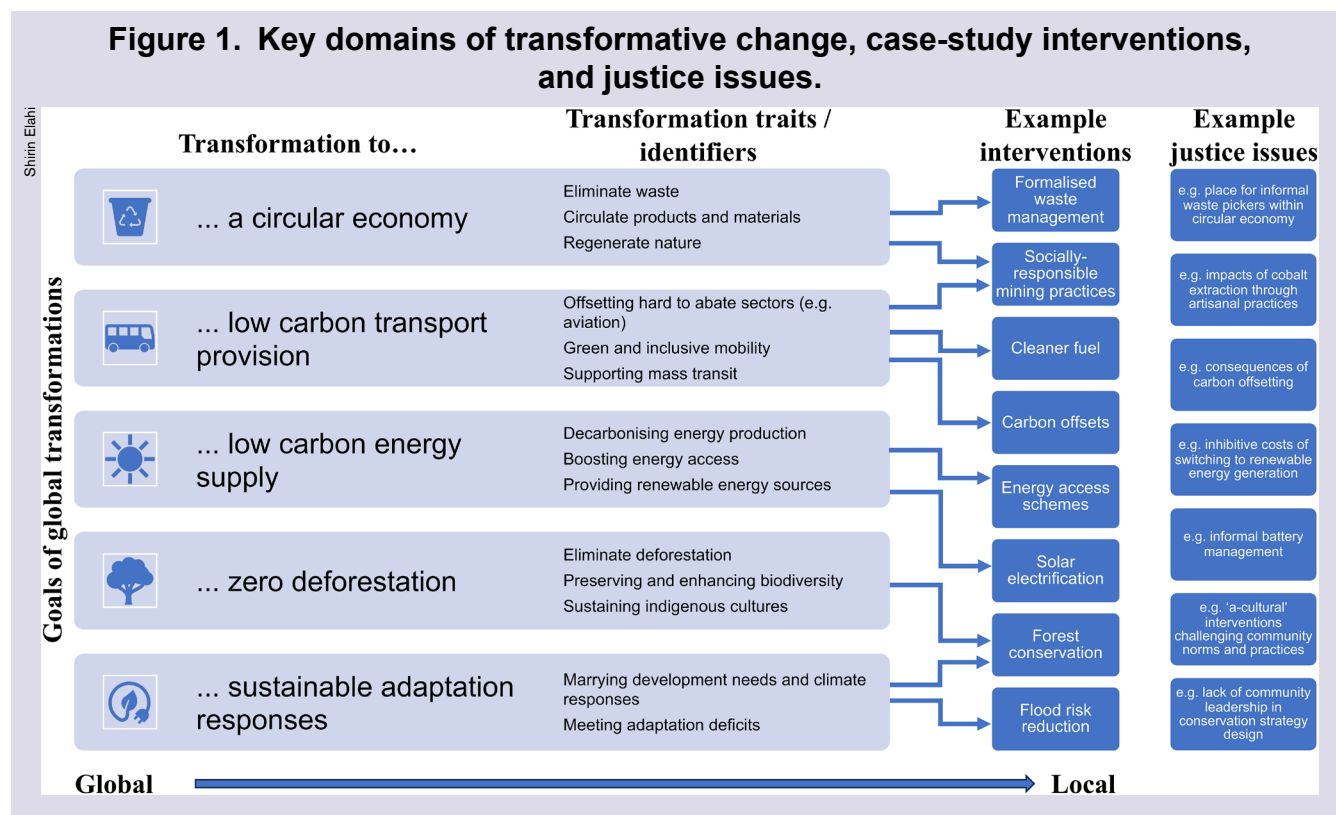 Figure 1.  Key domains of transformative change, case-study interventions,
and justice issues.
Shirin Elahi
Goals of global transformations
Transformation to…
Transformation traits /
identifiers
Example
interventions
Example
justice issues
... a circular economy
Eliminate waste
Circulate products and materials
Regenerate nature
... low carbon transport
provision
Offsetting hard to abate sectors (e.g.
aviation)
Green and inclusive mobility
Supporting mass transit
... low carbon energy
supply
Decarbonising energy production
Boosting energy access
Providing renewable energy sources
... zero deforestation
Eliminate deforestation
Preserving and enhancing biodiversity
Sustaining indigenous cultures
... sustainable adaptation
responses
Marrying development needs and climate
responses
Meeting adaptation deficits
Formalised
waste
management
Socially-
responsible
mining practices
Cleaner fuel
Carbon offsets
Energy access
schemes
Solar
electrification
Forest
conservation
Flood risk
reduction
e.g. place for informal
waste pickers within
circular economy
e.g. impacts of cobalt
extraction through
artisanal practices
e.g. consequences of
carbon offsetting
e.g. inhibitive costs of
switching to renewable
energy generation
e.g. informal battery
management
e.g. ‘a-cultural’
interventions
challenging community
norms and practices
e.g. lack of community
leadership in
conservation strategy
design
Global
Local